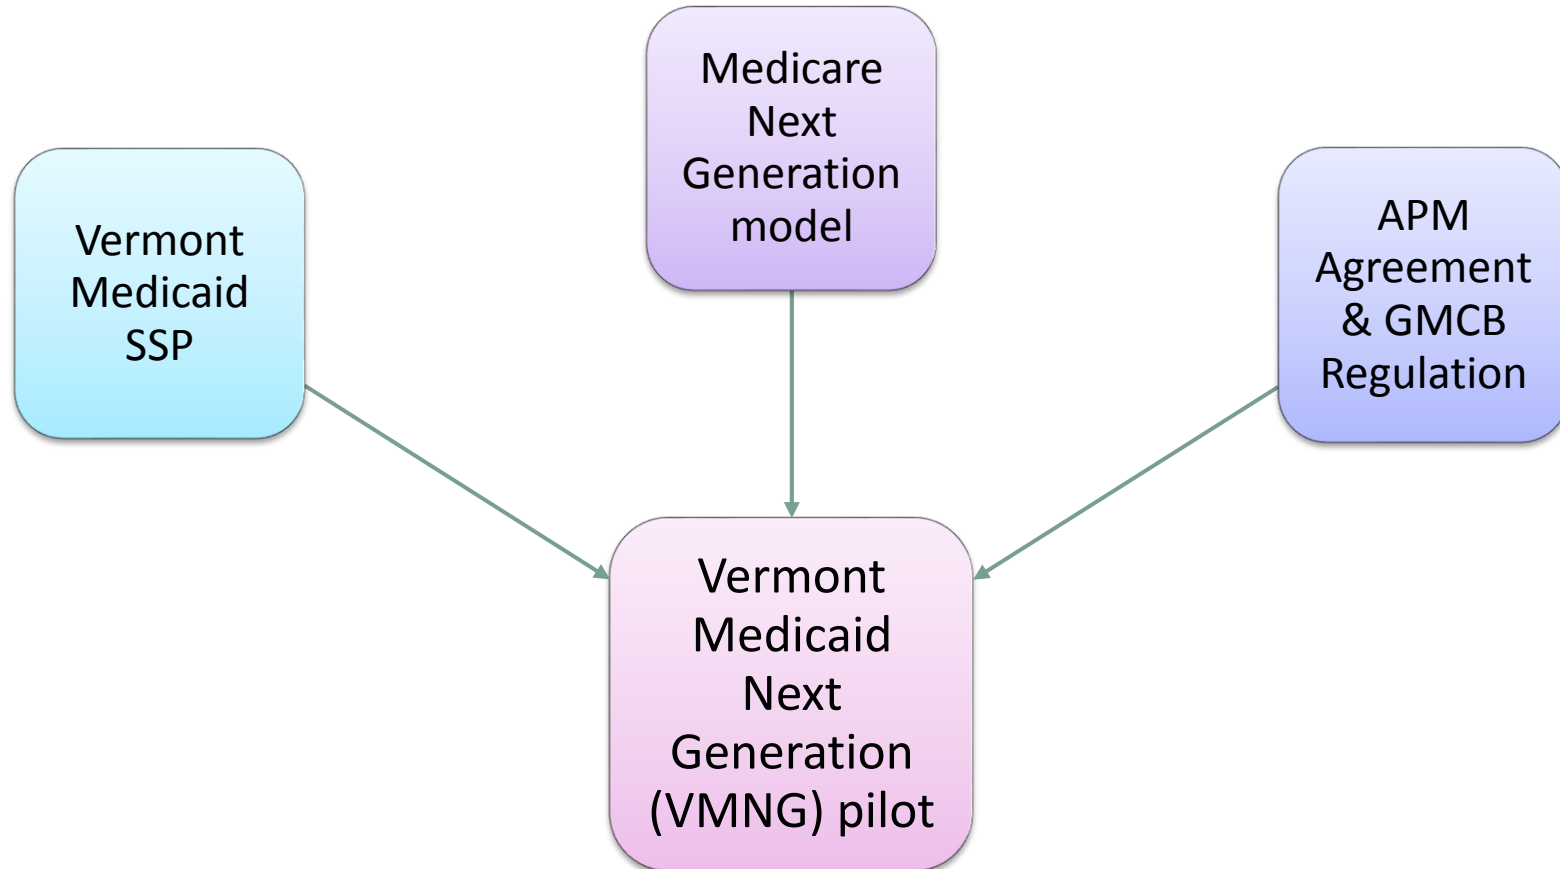 Medicare
Next
Generation
model
Vermont
Medicaid
SSP
APM
Agreement
& GMCB
Regulation
Vermont
Medicaid
Next
Generation
(VMNG) pilot